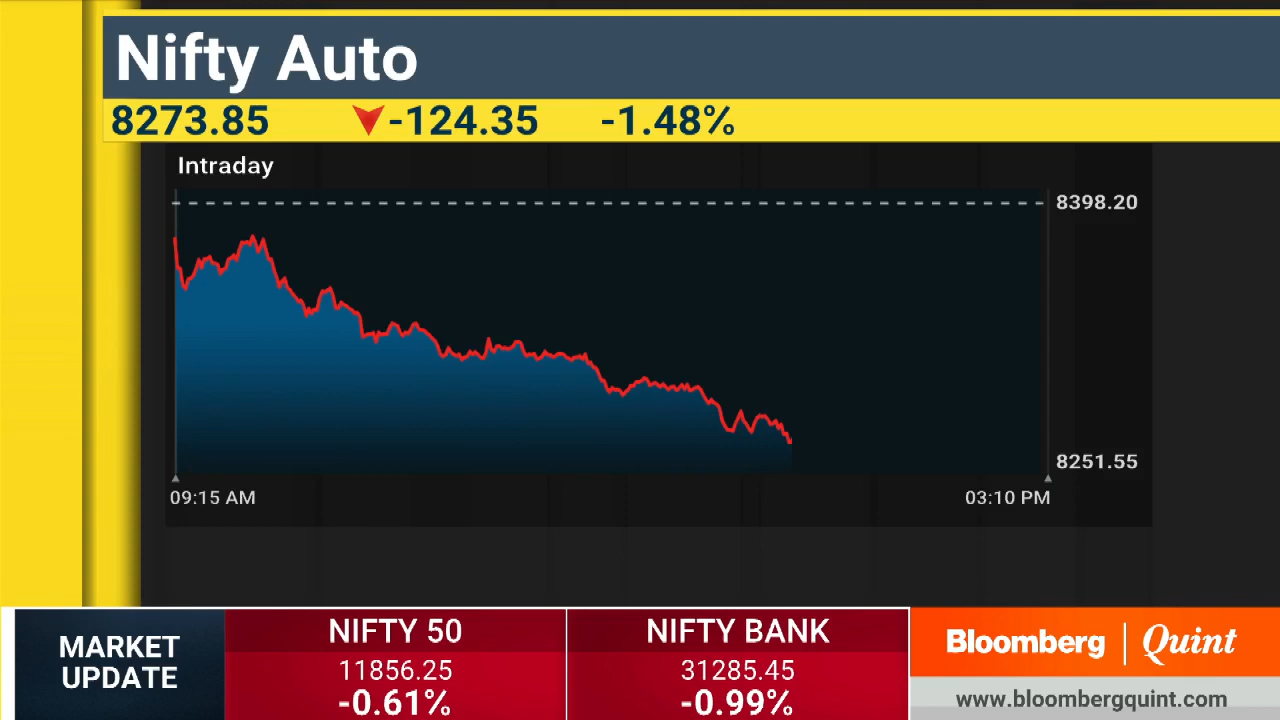 Nifty Auto
8273.85 -124.35 -1.48%
Intraday
8398.20
8251.55
09:15 AM 03:10 PM
MARKET
UPDATE
NIFTY 50
11856.25
-0.61%
NIFTY BANK
31285.45
-0.99%
Bloomberg | Quint
www.bloombergquint.com